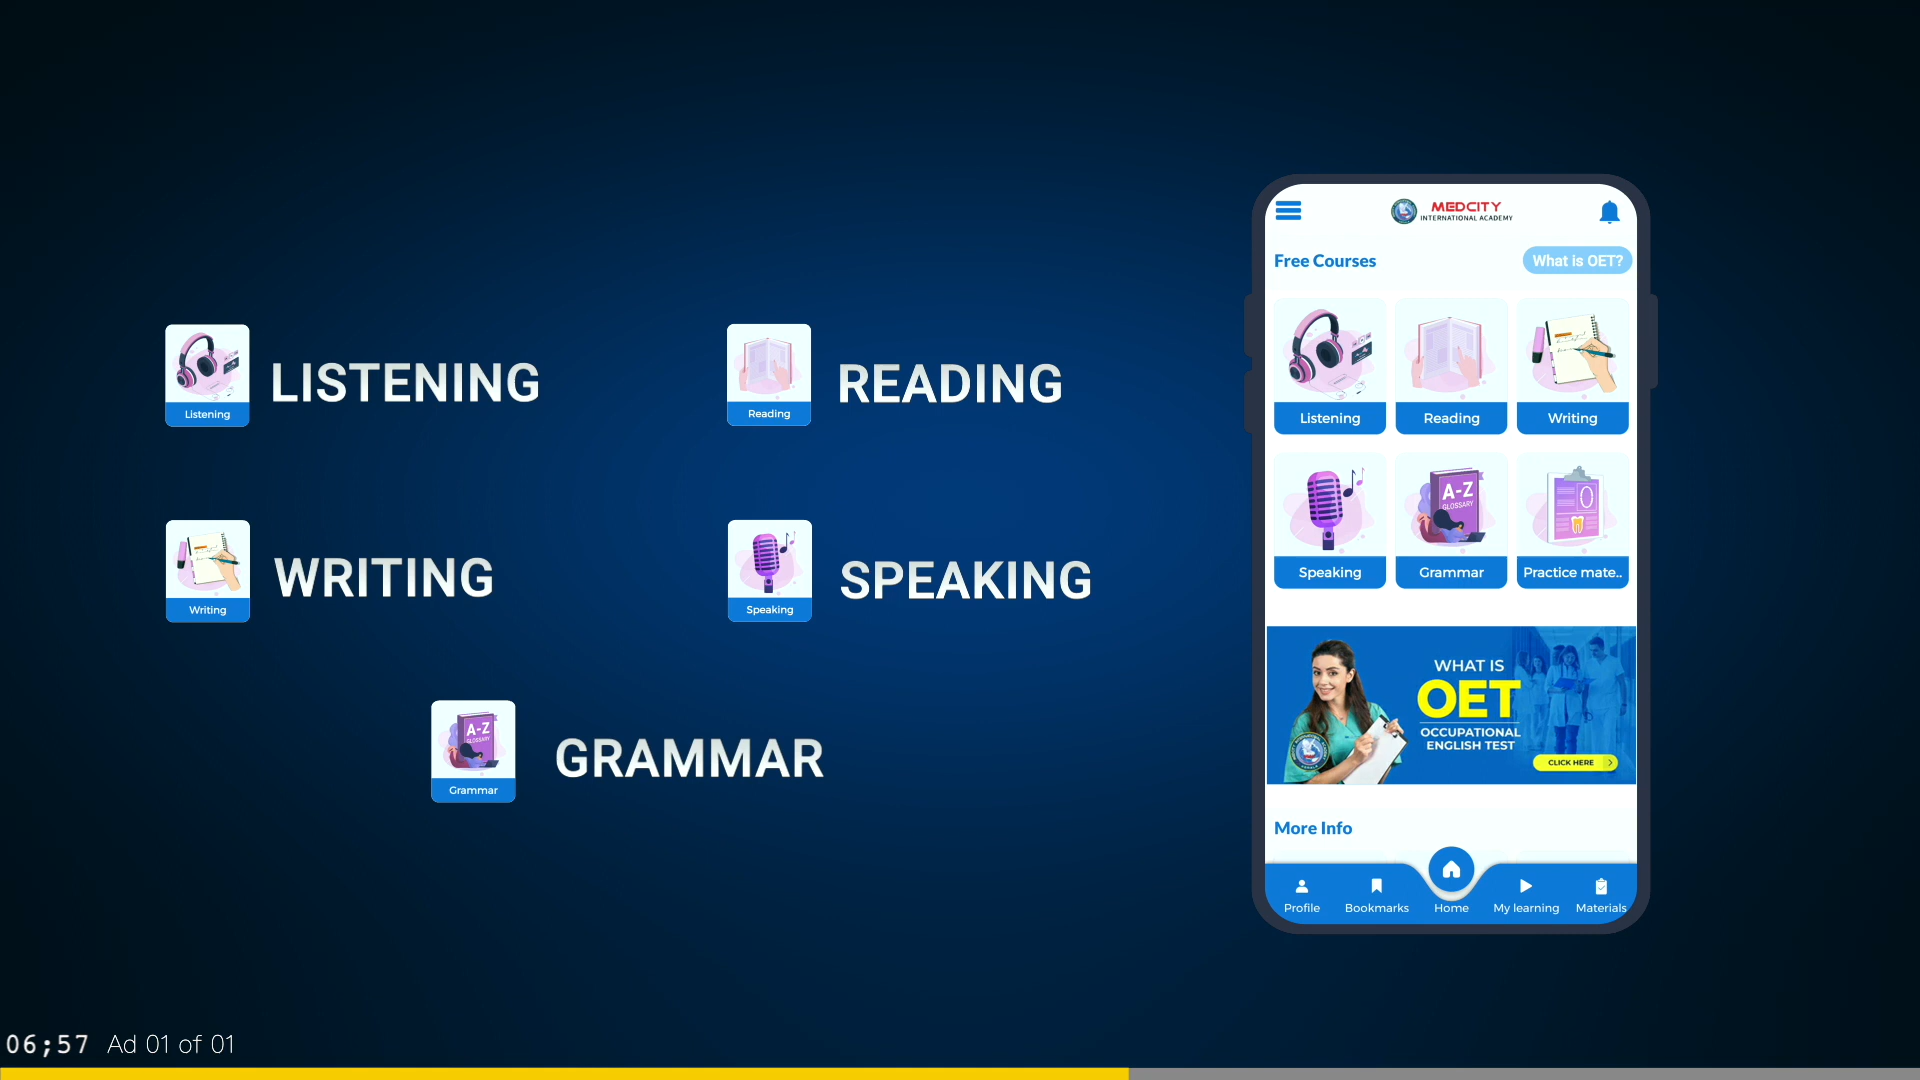 Listening
LISTENING
Reading
READING
Writing
WRITING
Speaking
SPEAKING
A-Z
GLOSSARY
Grammar
GRAMMAR
MEDCITY
INTERNATIONAL ACADEMY
Free Courses
What is OET?
Listening
Reading
Writing
A-Z
GLOSSARY
Speaking
Grammar
Practice mate..
WHAT IS
OET
OCCUPATIONAL
ENGLISH TEST
CLICK HERE
More Info
Profile
Bookmarks
Home
My learning
Materials
06;57 Ad 01 of 01